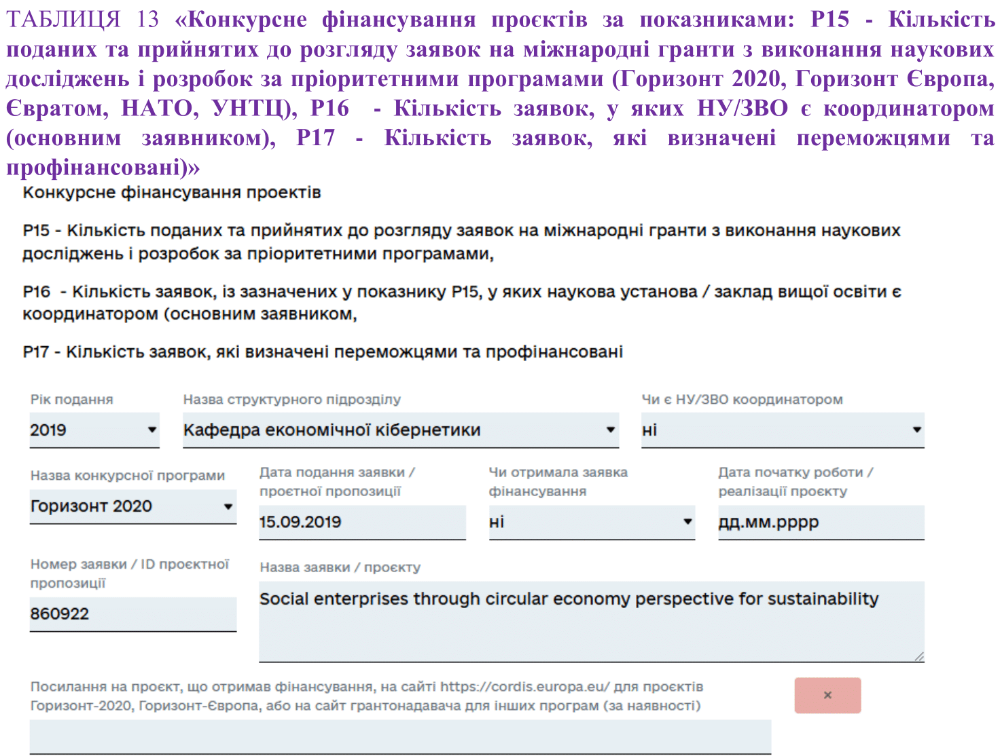 ТАБЛИЦЯ 13 «Конкурсне фінансування проєктів за показниками: Р15 - Кількість
поданих та прийнятих до розгляду заявок на міжнародні гранти з виконання наукових
досліджень і розробок за пріоритетними програмами (Горизонт 2020, Горизонт Європа,
Євратом, НАТО, УНТЦ), Р16 - Кількість заявок, у яких НУ/ЗВО є координатором
(основним заявником), Р17 - Кількість заявок, які визначені переможцями та
профінансовані)»
Конкурсне фінансування проектів
P15 - Кількість поданих та прийнятих до розгляду заявок на міжнародні гранти з виконання наукових
досліджень і розробок за пріоритетними програмами,
P16 - Кількість заявок, із зазначених у показнику P15, у яких наукова установа / заклад вищої освіти є
координатором (основним заявником,
P17 - Кількість заявок, які визначені переможцями та профінансовані
Рік подання
Назва структурного підрозділу
Чи є НУ/ЗВО координатором
2019
Кафедра економічної кібернетики
ні
Назва конкурсної програми
Дата подання заявки /
проєтної пропозиції
Чи отримала заявка
фінансування
Дата початку роботи /
реалізації проєкту
Горизонт 2020
15.09.2019
ні
дд.мм.рррр
Номер заявки / ID проєктної
пропозиції
Назва заявки / проєкту
860922
Social enterprises through circular economy perspective for sustainability
Посилання на проєкт, що отримав фінансування, на сайті https://cordis.europa.eu/ для проєктів
Горизонт-2020, Горизонт-Європа, або на сайт грантонадавача для інших програм (за наявності)
×